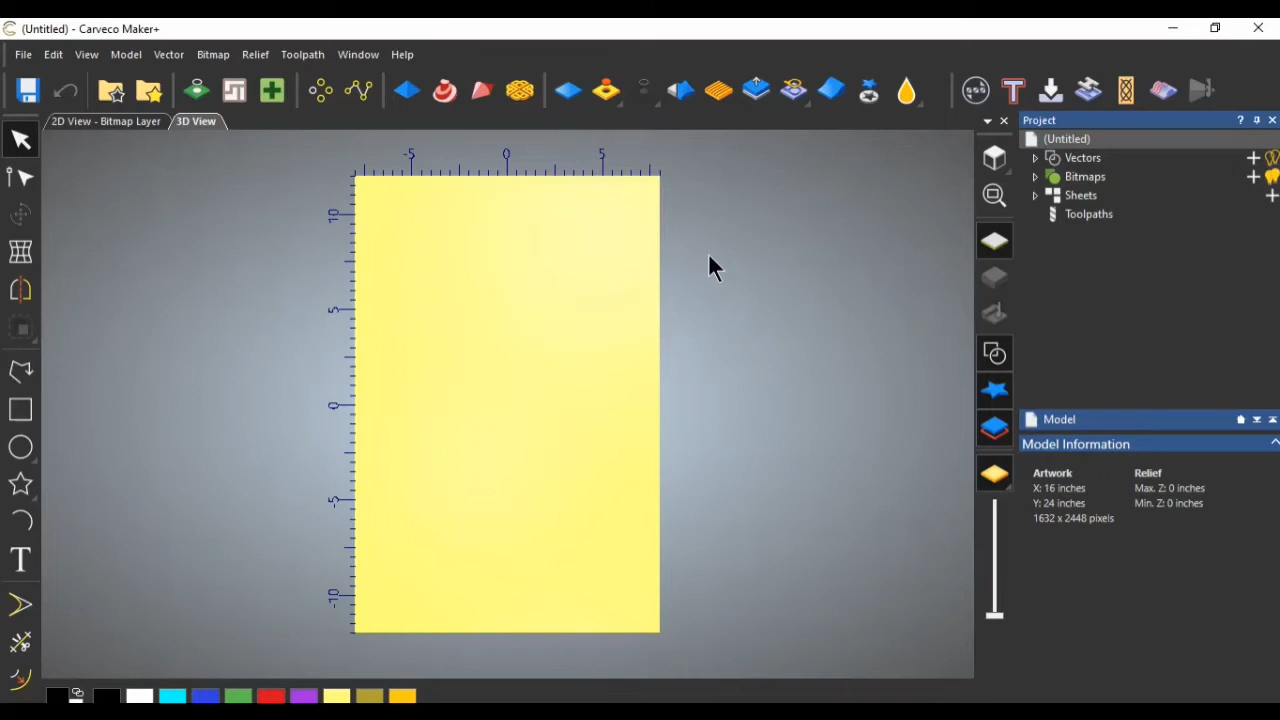 (Untitled) - Carveco Maker+
File Edit View Model Vector Bitmap Relief Toolpath Window Help
2D View - Bitmap Layer 3D View
Project
(Untitled)
Vectors
Bitmaps
Sheets
Toolpaths
-5 0 5
10
5
0
-5
-10
Model
Model Information
Artwork Relief
X: 16 inches Max. Z: 0 inches
Y: 24 inches Min. Z: 0 inches
1632 x 2448 pixels